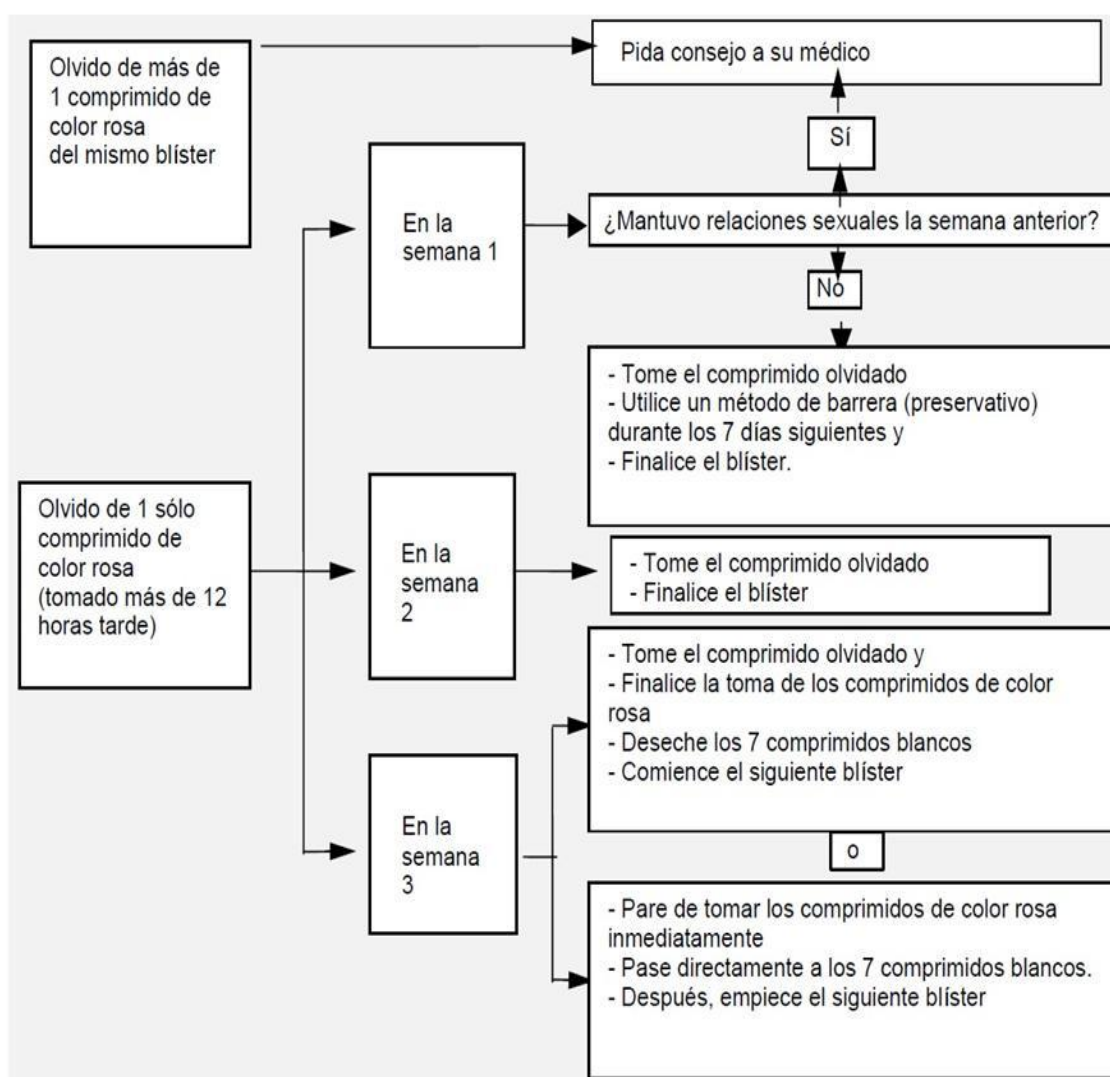 Olvido de más de
1 comprimido de
color rosa
del mismo blíster
Pida consejo a su médico
Sí
En la
semana 1
¿Mantuvo relaciones sexuales la semana anterior?
No
- Tome el comprimido olvidado
- Utilice un método de barrera (preservativo)
durante los 7 días siguientes y
- Finalice el blíster.
Olvido de 1 sólo
comprimido de
color rosa
(tomado más de 12
horas tarde)
En la
semana
2
- Tome el comprimido olvidado
- Finalice el blíster
En la
semana
3
- Tome el comprimido olvidado y
- Finalice la toma de los comprimidos de color
rosa
- Deseche los 7 comprimidos blancos
- Comience el siguiente blíster
o
- Pare de tomar los comprimidos de color rosa
inmediatamente
- Pase directamente a los 7 comprimidos blancos.
- Después, empiece el siguiente blíster